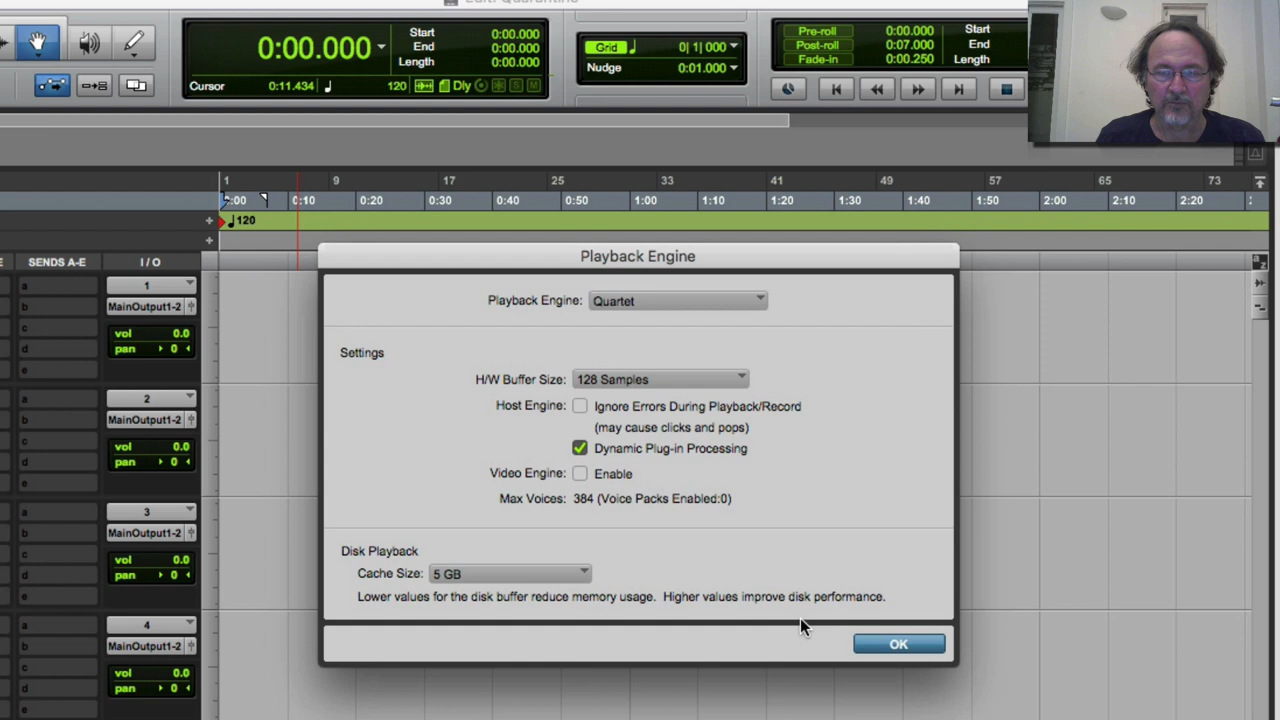 Edit: Quarantine
0:00.000
Start 0:00.000
End 0:00.000
Length 0:00.000
Cursor 0:11.434 120 Dly
Grid 0| 1| 000
Nudge 0:01.000
Pre-roll 0:00.000 Start
Post-roll 0:07.000 End
Fade-in 0:00.250 Length
1 9 17 25 33 41 49 57 65 73
0:10 0:20 0:30 0:40 0:50 1:00 1:10 1:20 1:30 1:40 1:50 2:00 2:10 2:20
120
SENDS A-E I / O
a 1
b MainOutput1-2
c vol 0.0
d pan 0
e
a 2
b MainOutput1-2
c vol 0.0
d pan 0
e
a 3
b MainOutput1-2
c vol 0.0
d pan 0
e
a 4
b MainOutput1-2
c vol 0.0
d pan 0
e
Playback Engine
Playback Engine: Quartet
Settings
H/W Buffer Size: 128 Samples
Host Engine: Ignore Errors During Playback/Record
(may cause clicks and pops)
Dynamic Plug-in Processing
Video Engine: Enable
Max Voices: 384 (Voice Packs Enabled:0)
Disk Playback
Cache Size: 5 GB
Lower values for the disk buffer reduce memory usage. Higher values improve disk performance.
OK